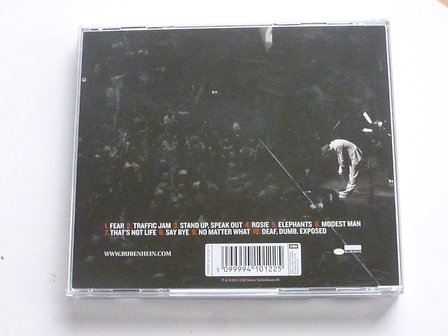 1. FEAR 2. TRAFFIC JAM 3. STAND UP, SPEAK OUT 4. ROSIE 5. ELEPHANTS 6. MODEST MAN
7. THAT'S NOT LIFE 8. SAY BYE 9. NO MATTER WHAT 10. DEAF, DUMB, EXPOSED
WWW.RUBENHEIN.COM
EMI
5 099994 101225